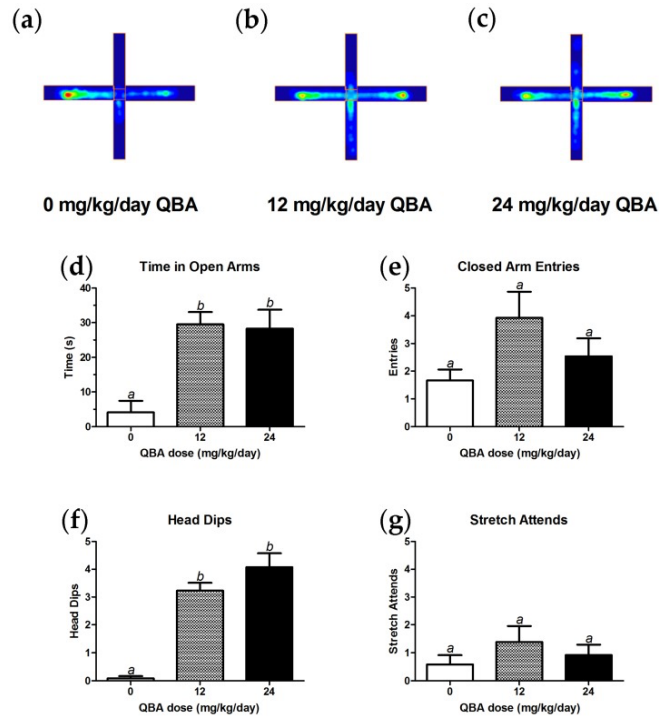 (a) (b) (c)
0 mg/kg/day QBA 12 mg/kg/day QBA 24 mg/kg/day QBA
(d) Time in Open Arms
Time (s)
40
30
20
10
0
a b b
0 12 24
QBA dose (mg/kg/day)
(e) Closed Arm Entries
Entries
5
4
3
2
1
0
a a a
0 12 24
QBA dose (mg/kg/day)
(f) Head Dips
Head Dips
5
4
3
2
1
0
a b b
0 12 24
QBA dose (mg/kg/day)
(g) Stretch Attends
Stretch Attends
5
4
3
2
1
0
a a a
0 12 24
QBA dose (mg/kg/day)